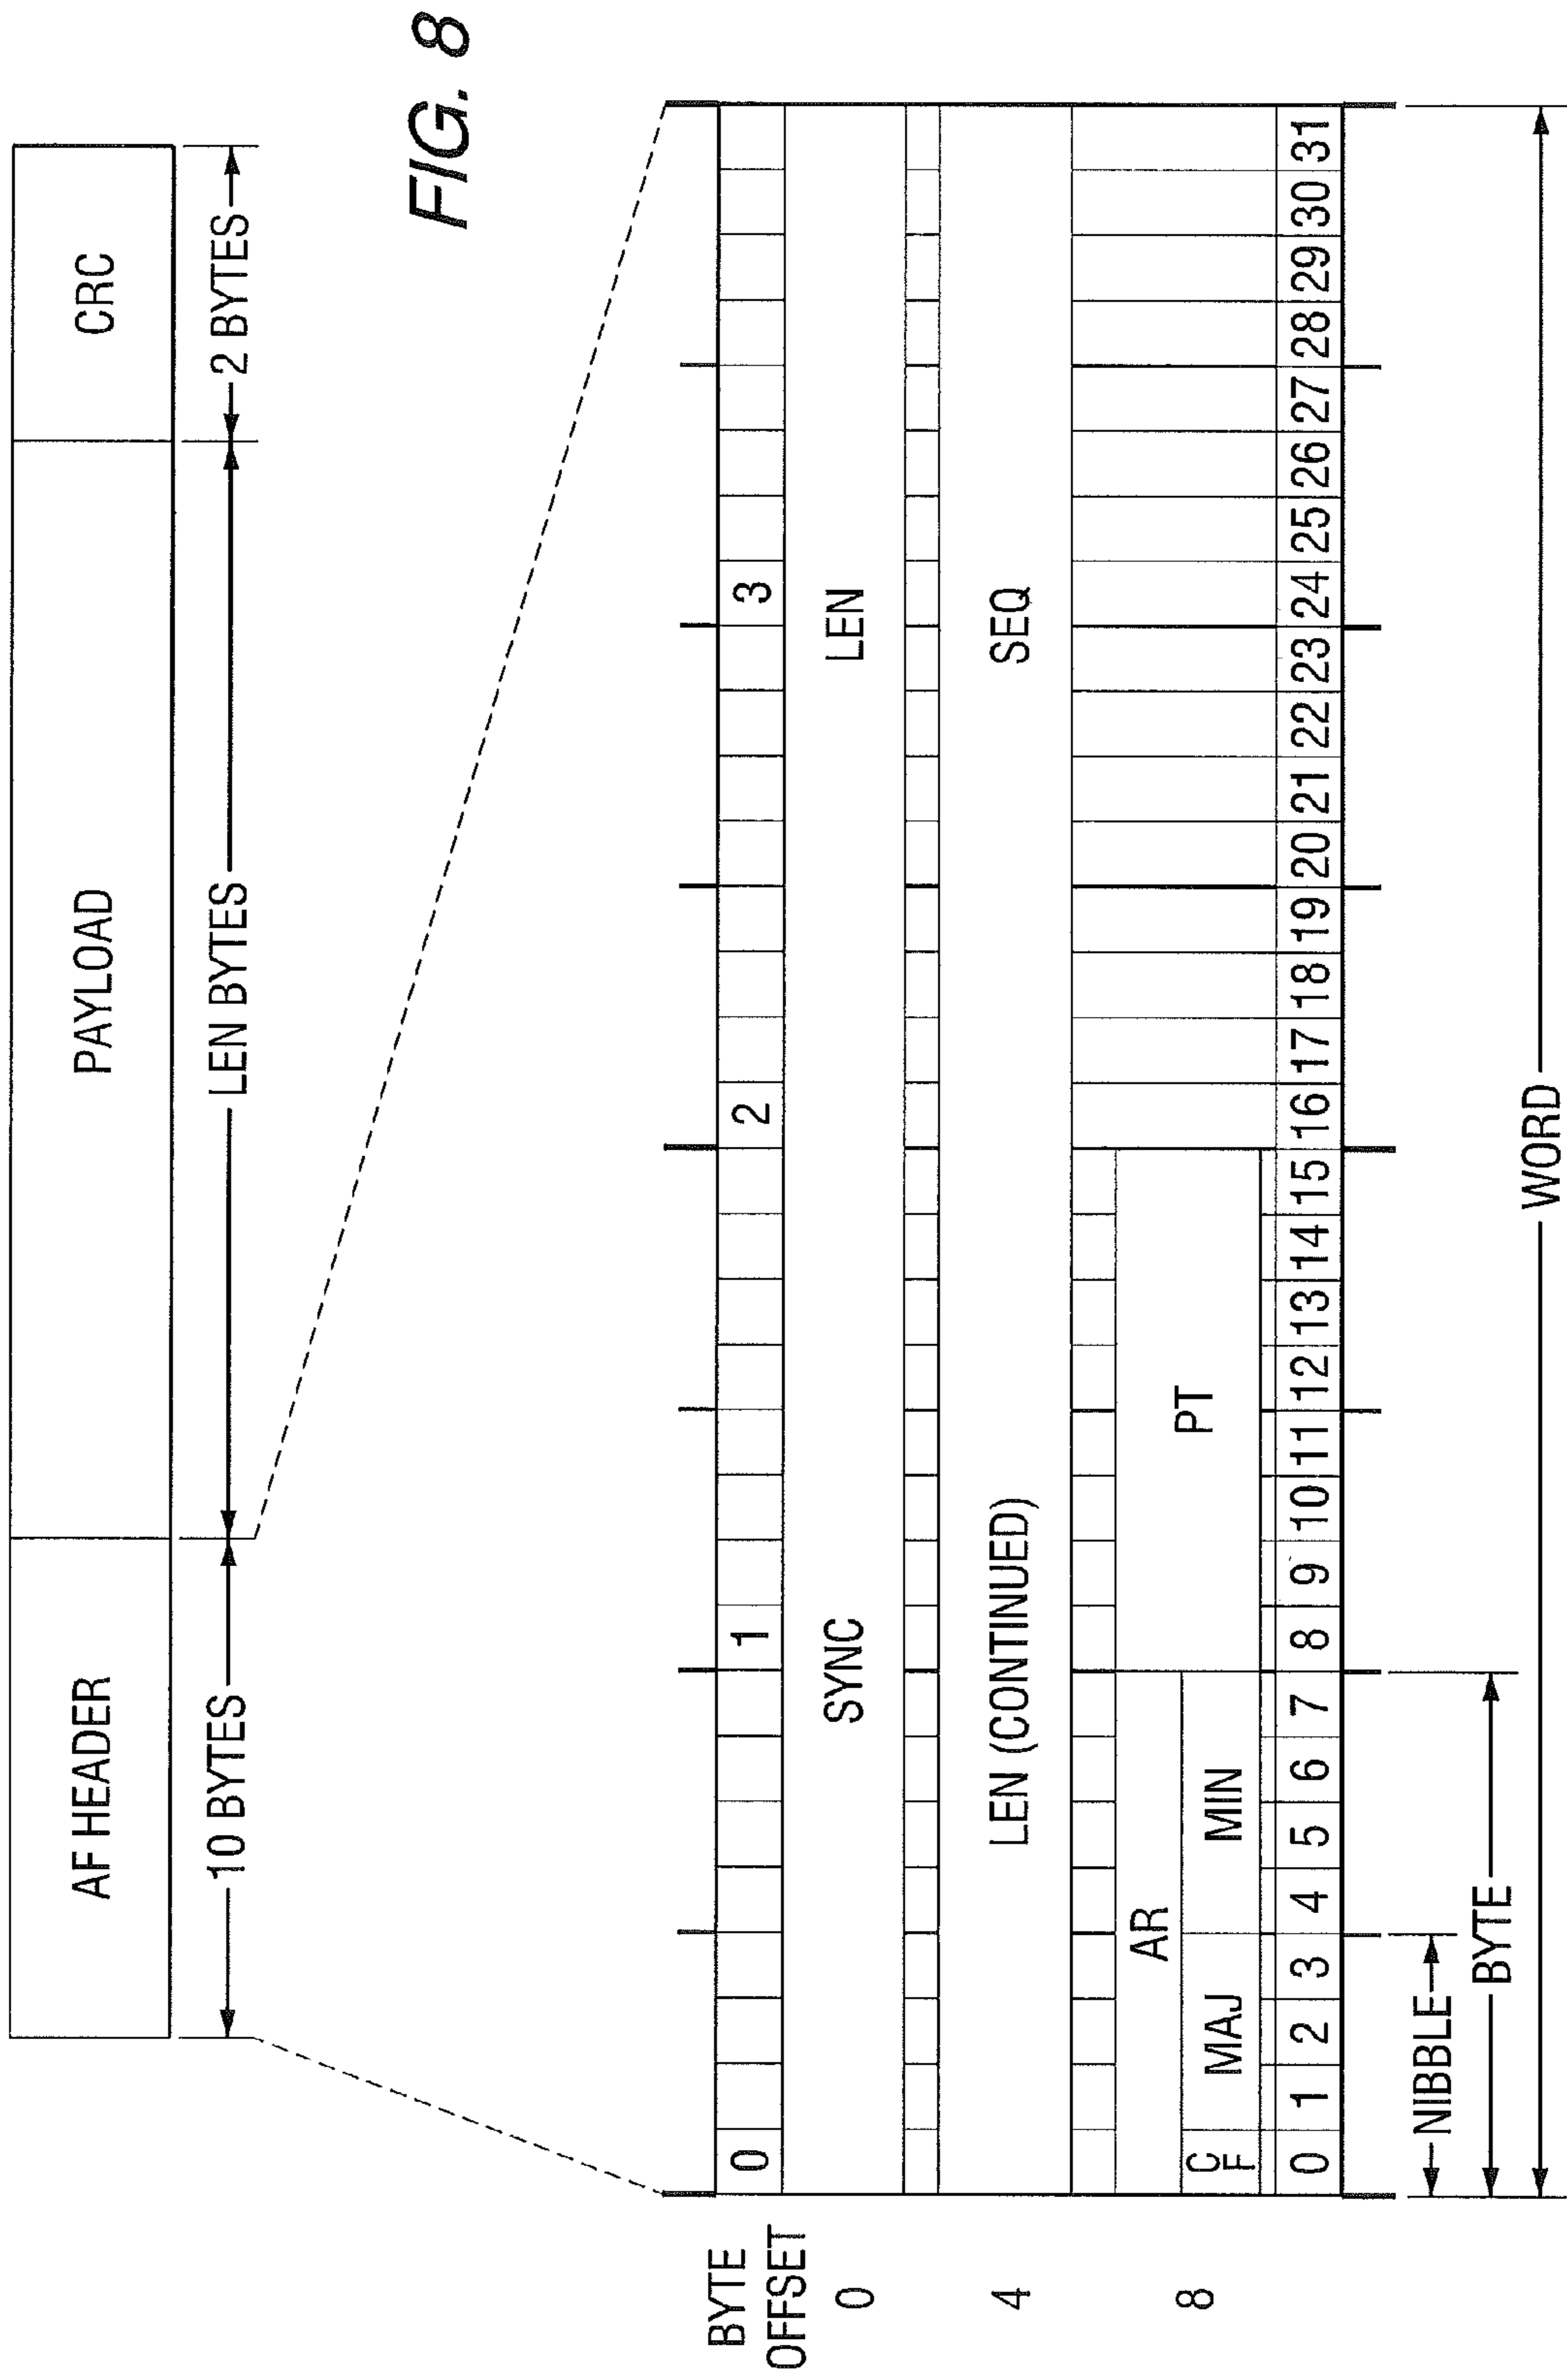 AF HEADER PAYLOAD CRC
10 BYTES LEN BYTES 2 BYTES
FIG. 8
BYTE
OFFSET
0 1 2 3
0 SYNC LEN
4 LEN (CONTINUED) SEQ
8 AR PT
C
F MAJ MIN
0 1 2 3 4 5 6 7 8 9 10 11 12 13 14 15 16 17 18 19 20 21 22 23 24 25 26 27 28 29 30 31
NIBBLE
BYTE
WORD